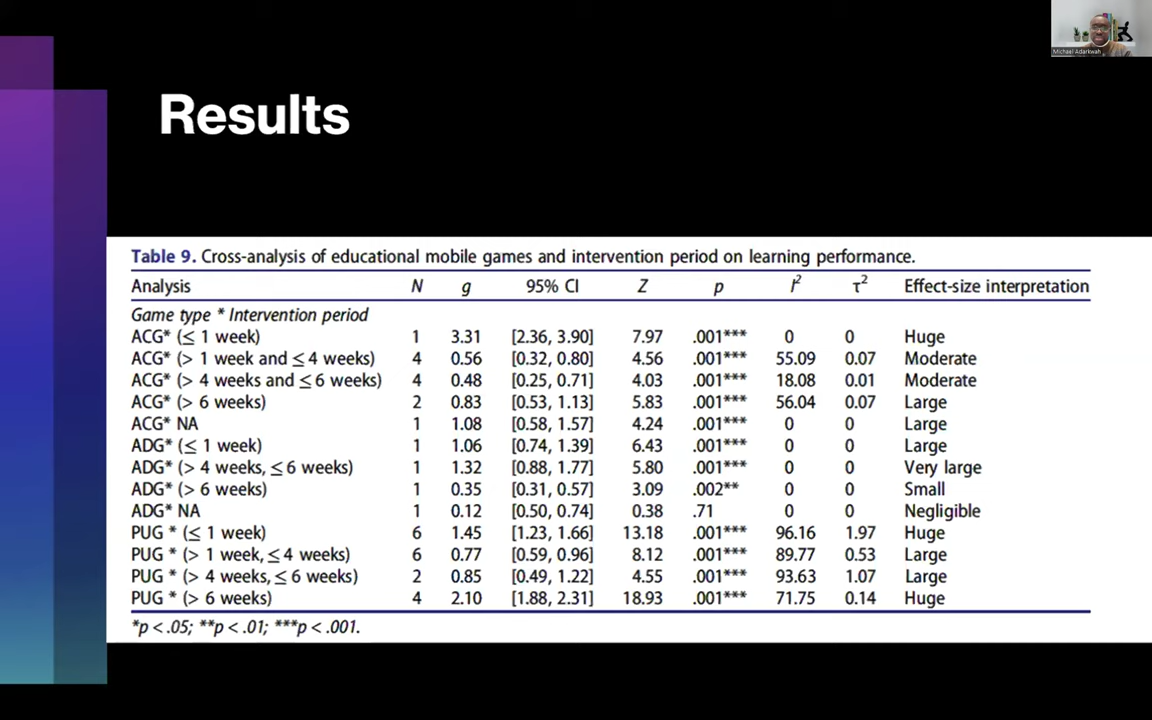 Michael Adarkwah
Results
Table 9. Cross-analysis of educational mobile games and intervention period on learning performance.
Analysis N g 95% CI Z p I² τ² Effect-size interpretation
Game type * Intervention period
ACG* (≤ 1 week) 1 3.31 [2.36, 3.90] 7.97 .001*** 0 0 Huge
ACG* (> 1 week and ≤ 4 weeks) 4 0.56 [0.32, 0.80] 4.56 .001*** 55.09 0.07 Moderate
ACG* (> 4 weeks and ≤ 6 weeks) 4 0.48 [0.25, 0.71] 4.03 .001*** 18.08 0.01 Moderate
ACG* (> 6 weeks) 2 0.83 [0.53, 1.13] 5.83 .001*** 56.04 0.07 Large
ACG* NA 1 1.08 [0.58, 1.57] 4.24 .001*** 0 0 Large
ADG* (≤ 1 week) 1 1.06 [0.74, 1.39] 6.43 .001*** 0 0 Large
ADG* (> 4 weeks, ≤ 6 weeks) 1 1.32 [0.88, 1.77] 5.80 .001*** 0 0 Very large
ADG* (> 6 weeks) 1 0.35 [0.31, 0.57] 3.09 .002** 0 0 Small
ADG* NA 1 0.12 [0.50, 0.74] 0.38 .71 0 0 Negligible
PUG * (≤ 1 week) 6 1.45 [1.23, 1.66] 13.18 .001*** 96.16 1.97 Huge
PUG * (> 1 week, ≤ 4 weeks) 6 0.77 [0.59, 0.96] 8.12 .001*** 89.77 0.53 Large
PUG * (> 4 weeks, ≤ 6 weeks) 2 0.85 [0.49, 1.22] 4.55 .001*** 93.63 1.07 Large
PUG * (> 6 weeks) 4 2.10 [1.88, 2.31] 18.93 .001*** 71.75 0.14 Huge
*p < .05; **p < .01; ***p < .001.